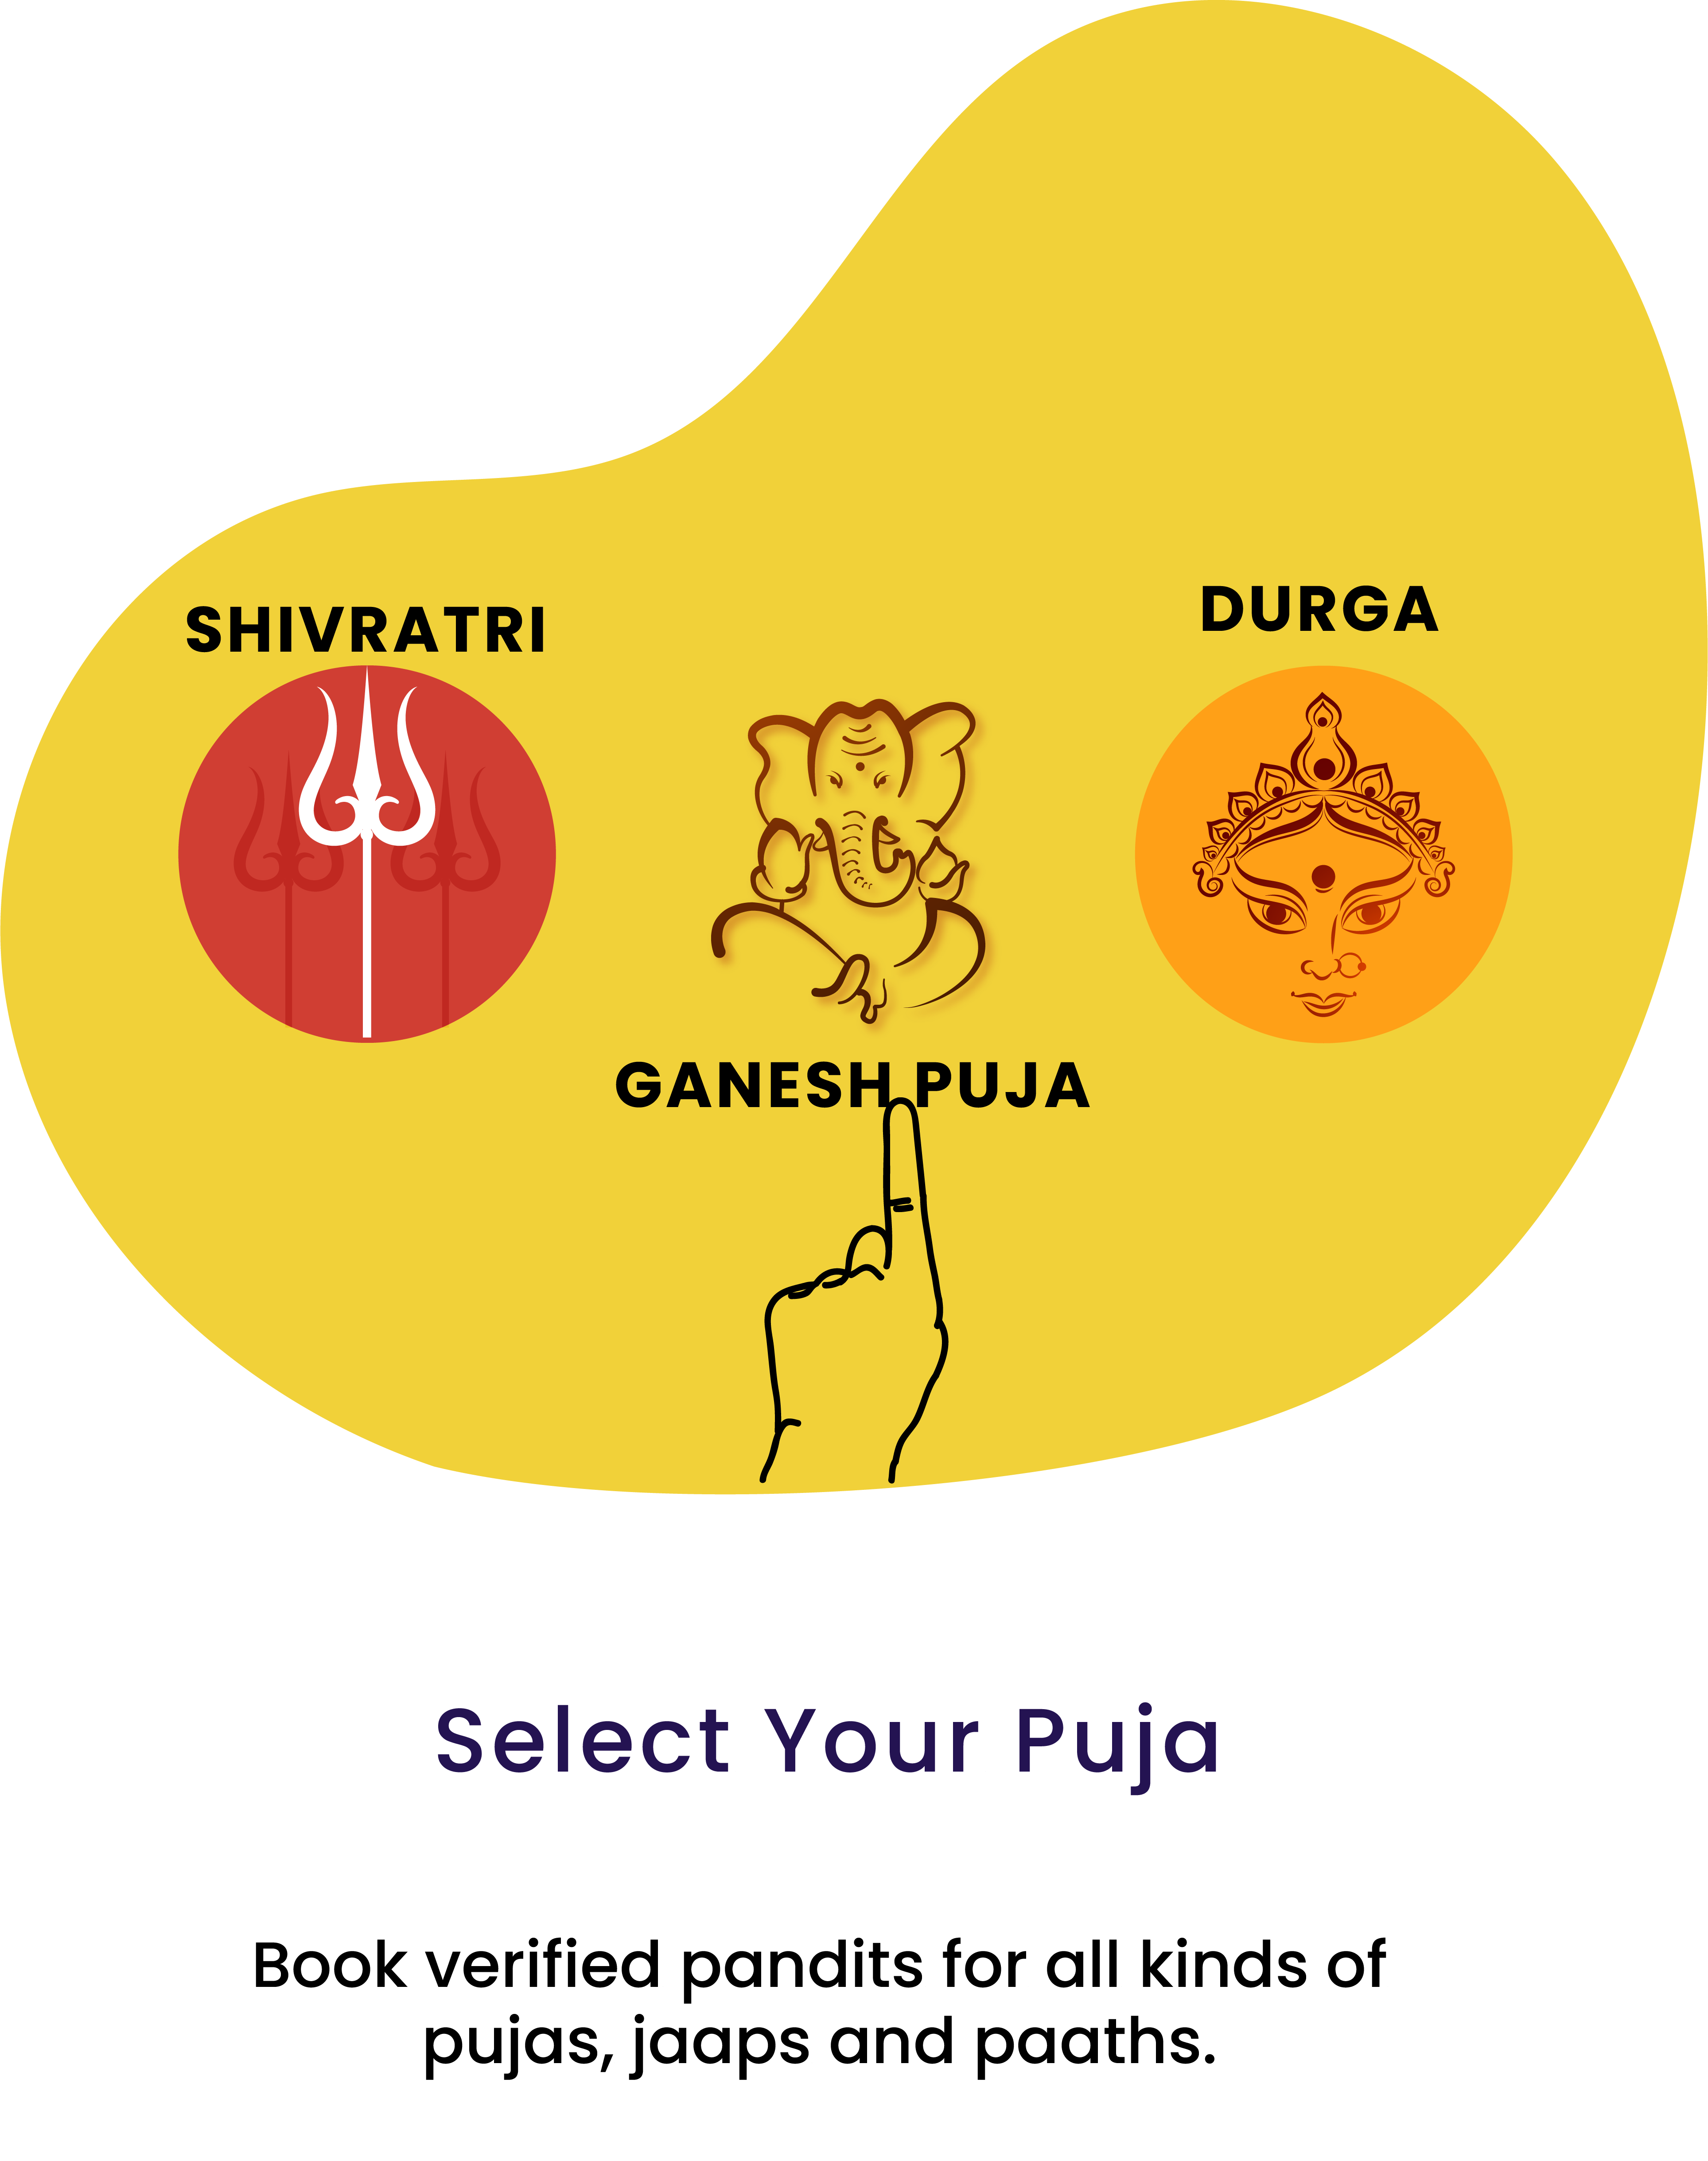 SHIVRATRI
DURGA
GANESH PUJA
Select Your Puja
Book verified pandits for all kinds of
pujas, jaaps and paaths.